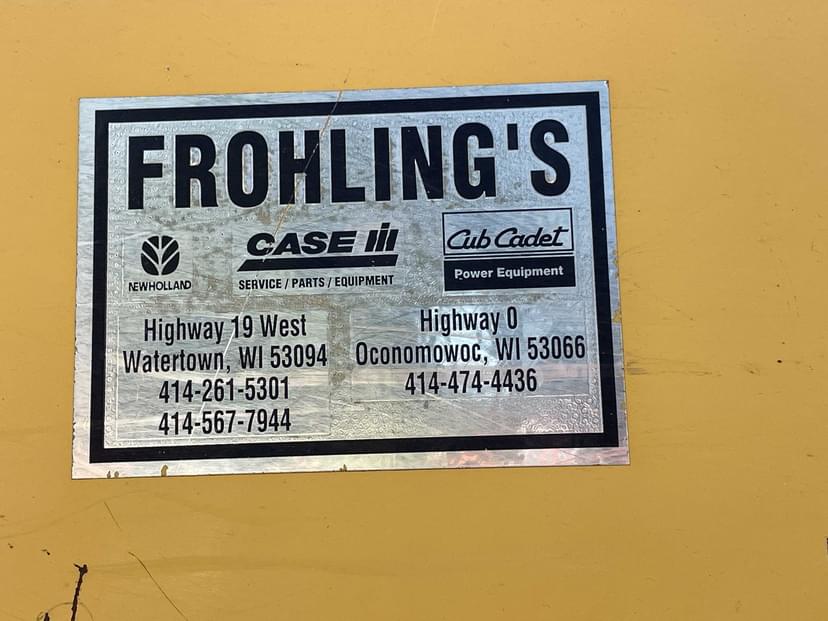 FROHLING'S
NEW HOLLAND
CASE IH
SERVICE / PARTS / EQUIPMENT
Cub Cadet
Power Equipment
Highway 19 West
Watertown, WI 53094
414-261-5301
414-567-7944
Highway O
Oconomowoc, WI 53066
414-474-4436